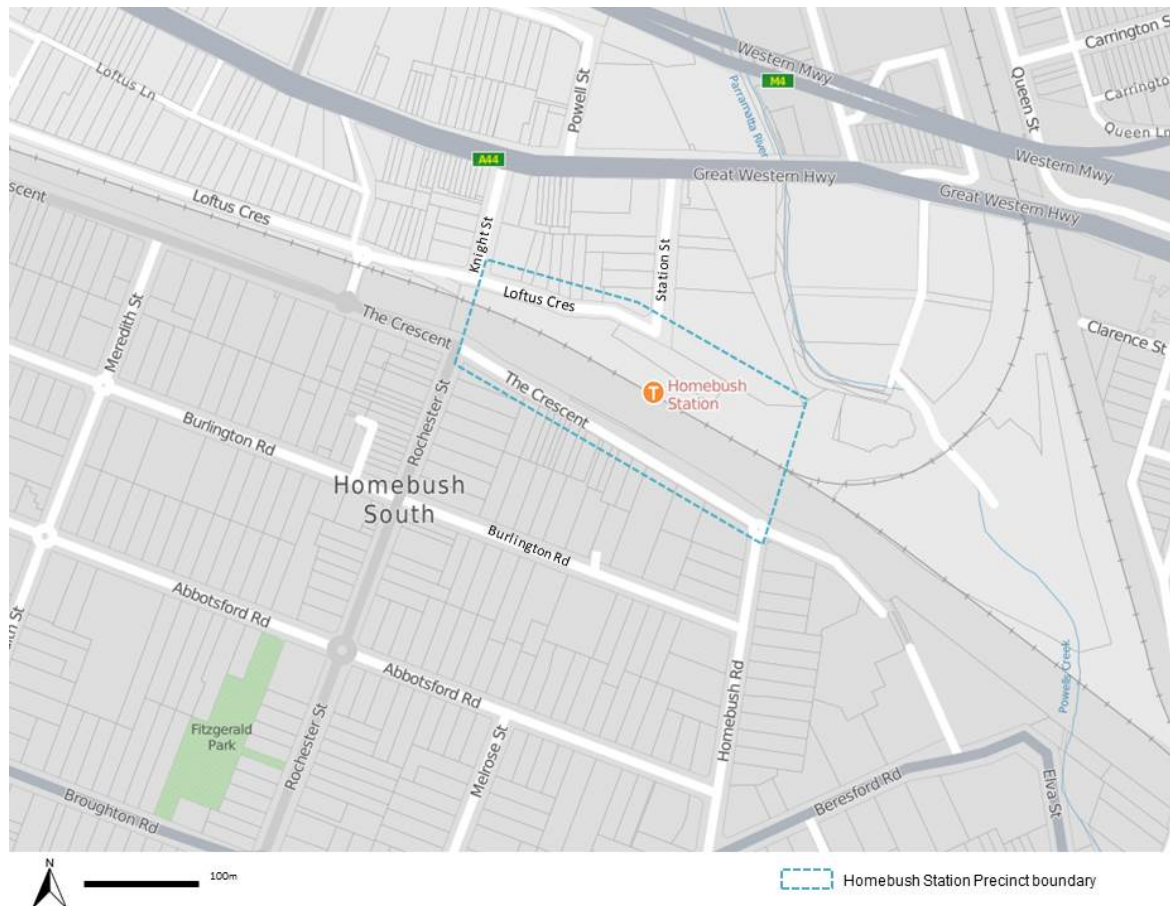 Carrington S
Western Mwy
M4
Loftus Ln
Powell St
Parramatta River
Queen St
Carrington
Queen Ln
A44
Great Western Hwy
Western Mwy
Great Western Hwy
scent
Loftus Cres
Knight St
Station St
Loftus Cres
Meredith St
The Crescent
Clarence St
The Crescent
T
Homebush
Station
Rochester St
Burlington Rd
Homebush
South
Burlington Rd
Abbotsford Rd
ith St
Abbotsford Rd
Homebush Rd
Powells Creek
Fitzgerald
Park
Rochester St
Melrose St
Beresford Rd
Elva St
Broughton Rd
N
100m
Homebush Station Precinct boundary